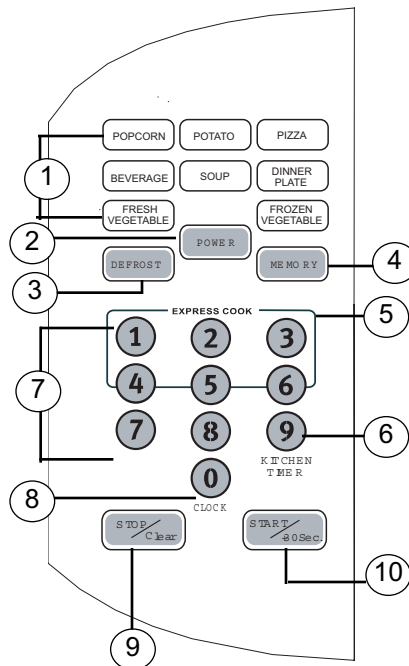 POPCORN POTATO PIZZA
1
BEVERAGE SOUP DINNER
PLATE
FRESH
VEGETABLE
FROZEN
VEGETABLE
2
POWER
DEFROST
MEMORY
4
3
EXPRESS COOK
5
1 2 3
7
4 5 6
7 8 9
6
KITCHEN
TIMER
8
0
CLOCK
STOP
/Clear
START
/+30Sec.
10
9